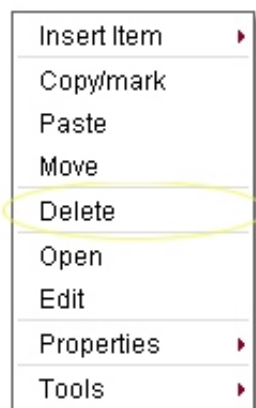 Insert Item
Copy/mark
Paste
Move
Delete
Open
Edit
Properties
Tools